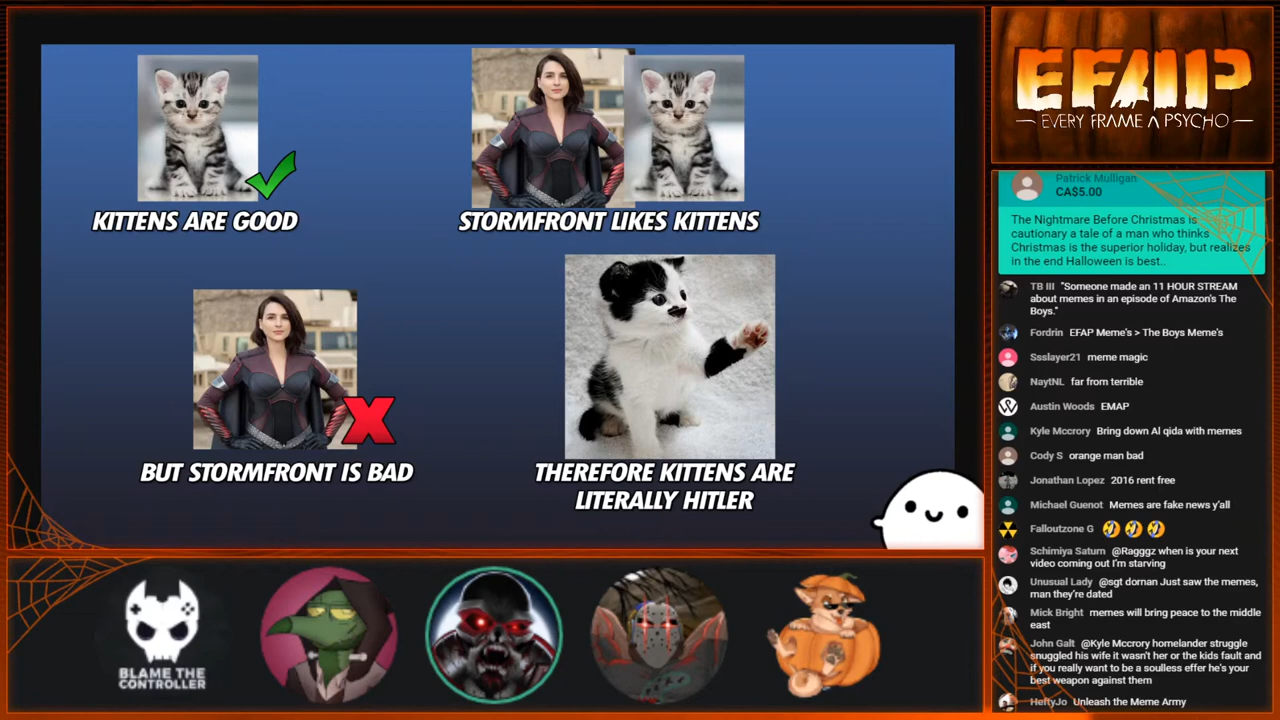 KITTENS ARE GOOD
STORMFRONT LIKES KITTENS
BUT STORMFRONT IS BAD
THEREFORE KITTENS ARE
LITERALLY HITLER
BLAME THE
CONTROLLER
EFAP
EVERY FRAME A PSYCHO
Patrick Mulligan
CA$5.00
The Nightmare Before Christmas is
cautionary a tale of a man who thinks
Christmas is the superior holiday, but realizes
in the end Halloween is best..
TB III "Someone made an 11 HOUR STREAM
about memes in an episode of Amazon's The
Boys."
Fordrin EFAP Meme's > The Boys Meme's
Ssslayer21 meme magic
NaytNL far from terrible
Austin Woods EMAP
Kyle Mccrory Bring down Al qida with memes
Cody S orange man bad
Jonathan Lopez 2016 rent free
Michael Guenot Memes are fake news y'all
Falloutzone G 🤣🤣🤣
Schimiya Saturn @Ragggz when is your next
video coming out I'm starving
Unusual Lady @sgt dornan Just saw the memes,
man they're dated
Mick Bright memes will bring peace to the middle
east
John Galt @Kyle Mccrory homelander struggle
snuggled his wife it wasn't her or the kids fault and
if you really want to be a soulless effer he's your
best weapon against them
HeftyJo Unleash the Meme Army